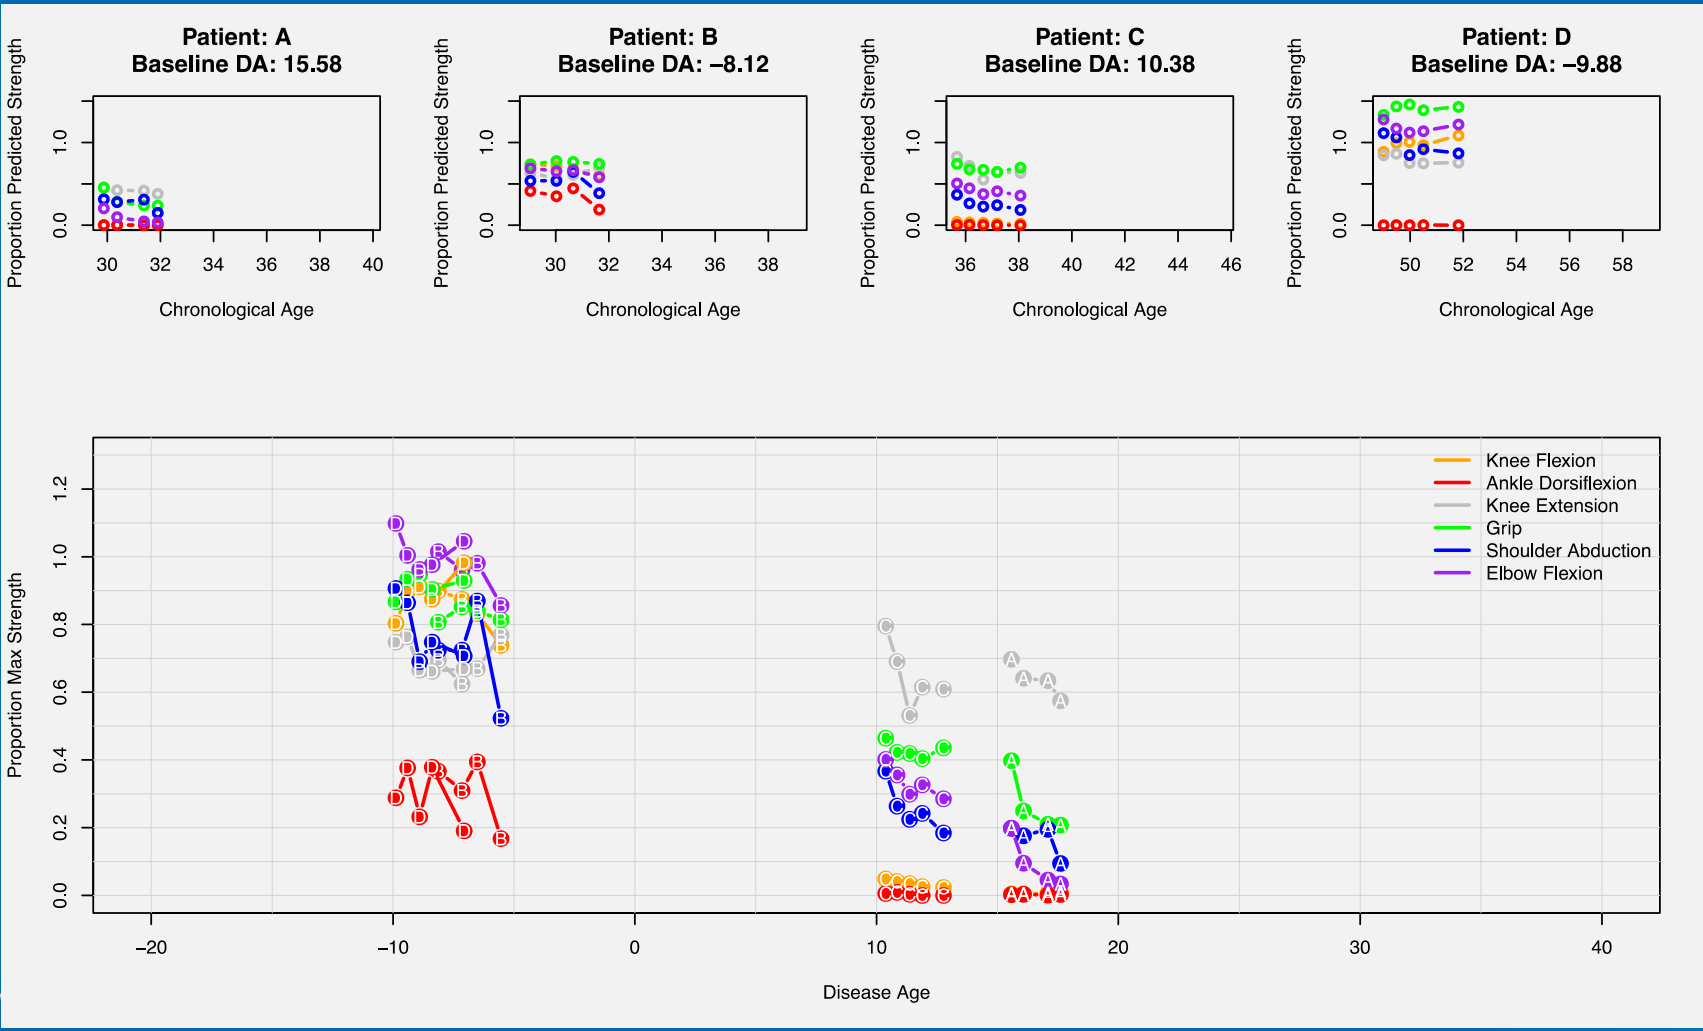 Patient: A
Baseline DA: 15.58
Proportion Predicted Strength
0.0 1.0
30 32 34 36 38 40
Chronological Age
Patient: B
Baseline DA: –8.12
Proportion Predicted Strength
0.0 1.0
30 32 34 36 38
Chronological Age
Patient: C
Baseline DA: 10.38
Proportion Predicted Strength
0.0 1.0
36 38 40 42 44 46
Chronological Age
Patient: D
Baseline DA: –9.88
Proportion Predicted Strength
0.0 1.0
50 52 54 56 58
Chronological Age
Proportion Max Strength
0.0 0.2 0.4 0.6 0.8 1.0 1.2
Knee Flexion
Ankle Dorsiflexion
Knee Extension
Grip
Shoulder Abduction
Elbow Flexion
–20 –10 0 10 20 30 40
Disease Age